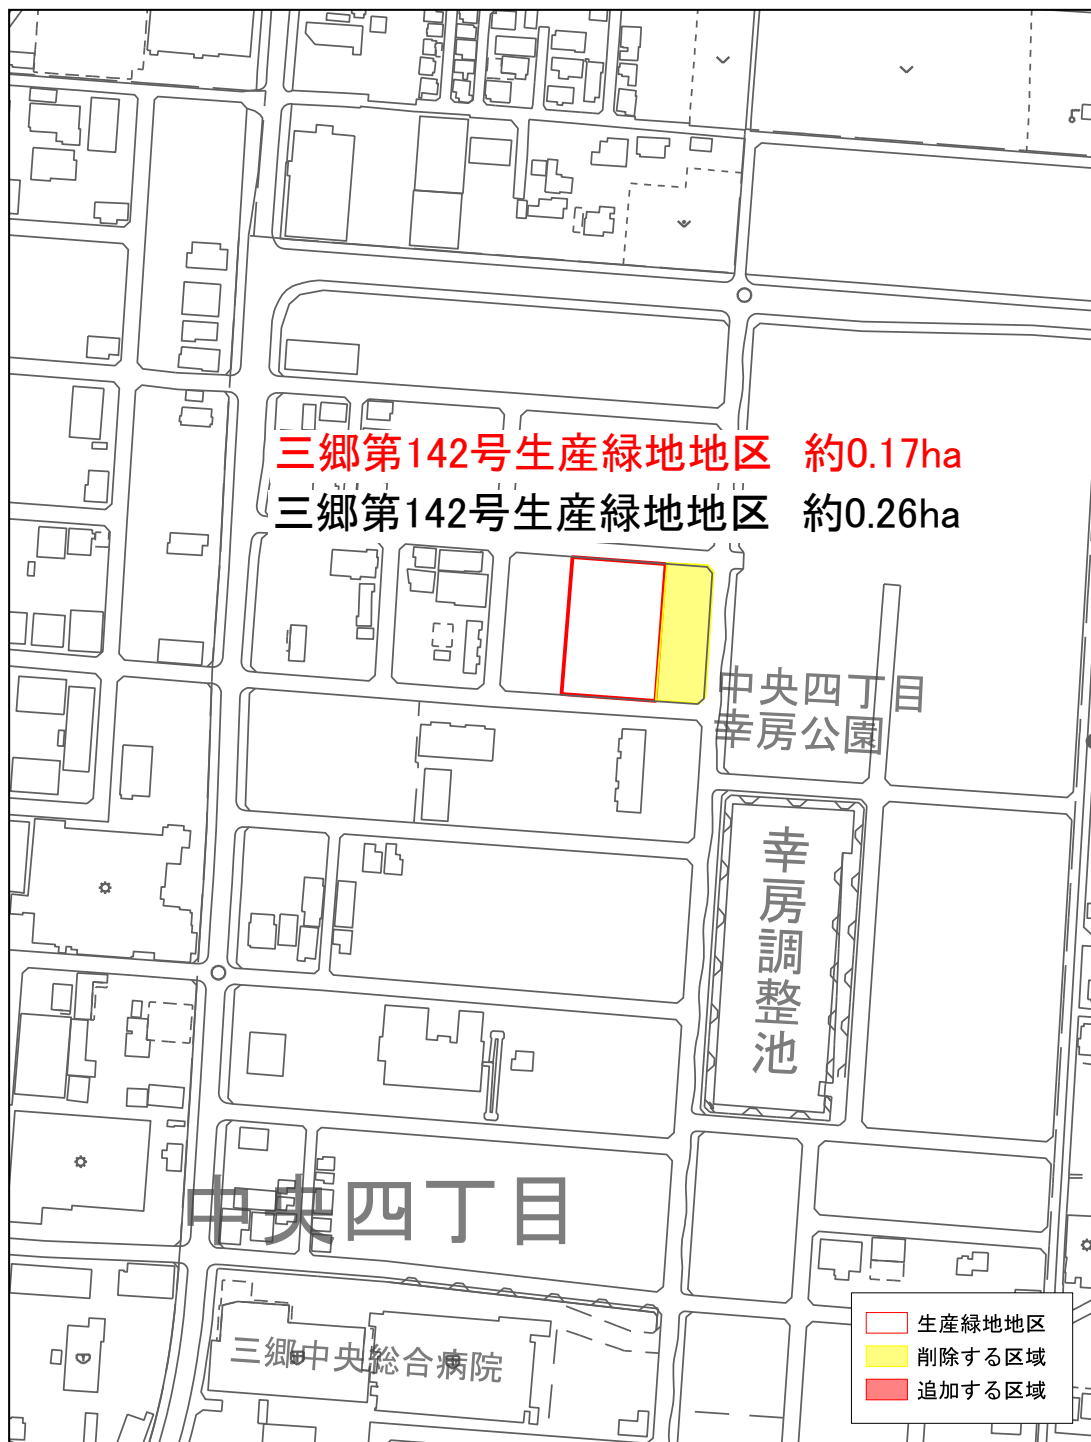 三郷第142号生産緑地地区　約0.17ha
三郷第142号生産緑地地区　約0.26ha
中央四丁目
幸房公園
幸房調整池
中央四丁目
三郷中央総合病院
生産緑地地区
削除する区域
追加する区域